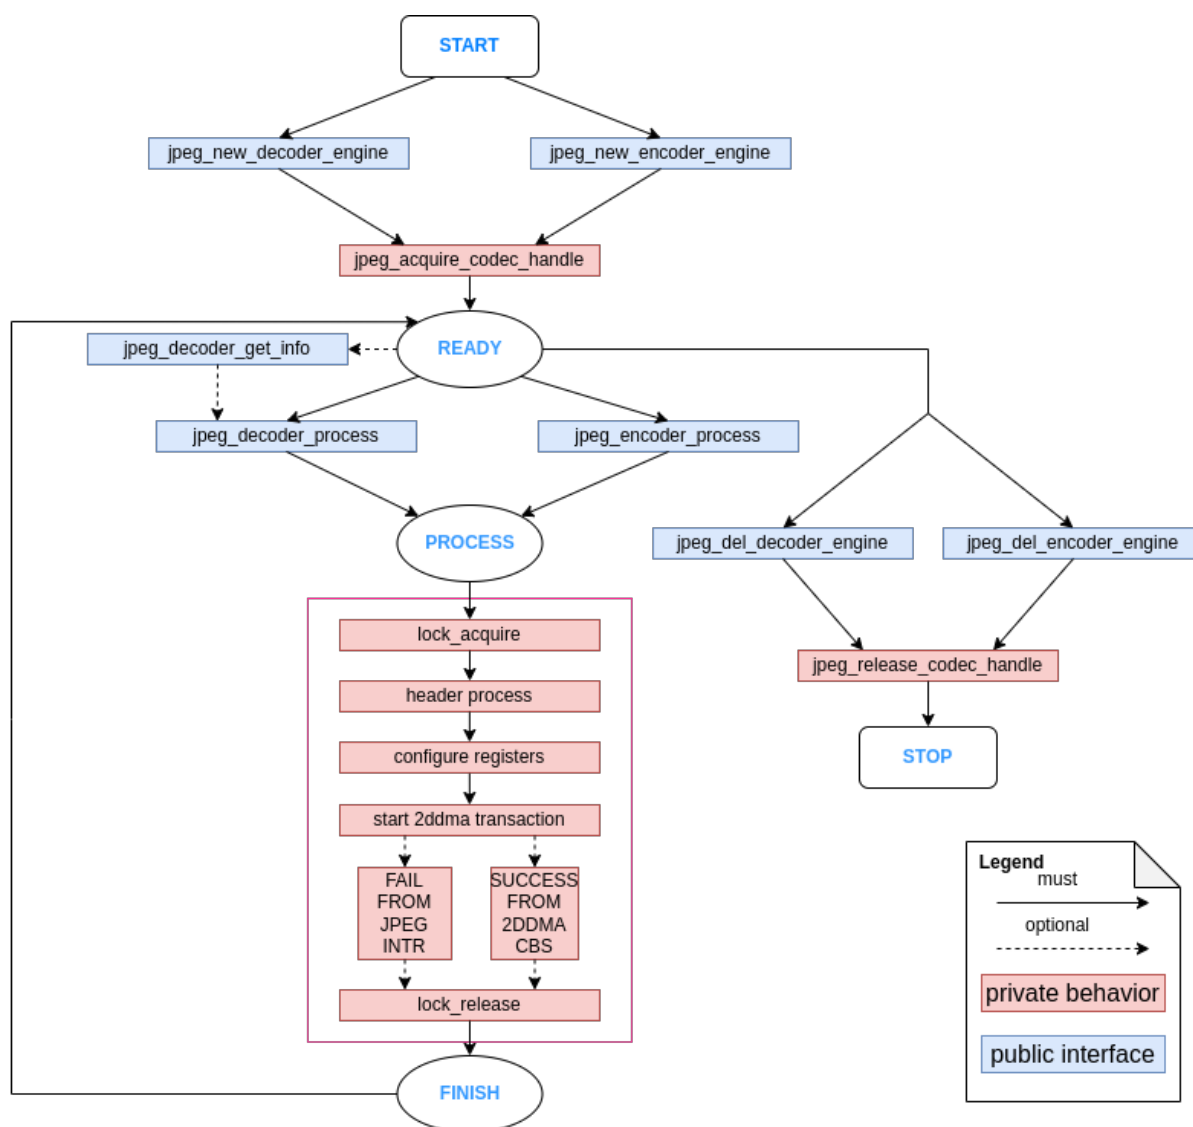 START
jpeg_new_decoder_engine
jpeg_new_encoder_engine
jpeg_acquire_codec_handle
READY
jpeg_decoder_get_info
jpeg_decoder_process
jpeg_encoder_process
PROCESS
jpeg_del_decoder_engine
jpeg_del_encoder_engine
lock_acquire
jpeg_release_codec_handle
header process
configure registers
STOP
start 2ddma transaction
FAIL
FROM
JPEG
INTR
SUCCESS
FROM
2DDMA
CBS
lock_release
FINISH
Legend
must
optional
private behavior
public interface